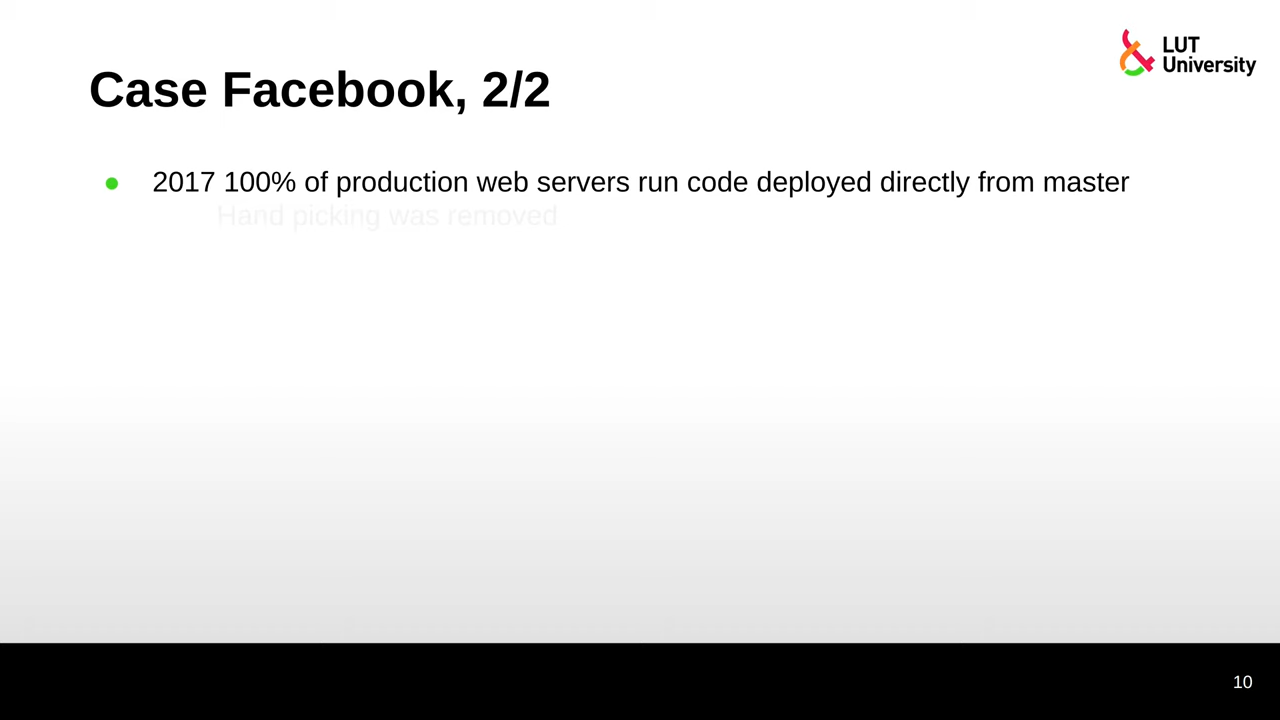 LUT
University
Case Facebook, 2/2
● 2017 100% of production web servers run code deployed directly from master
Hand picking was removed
10